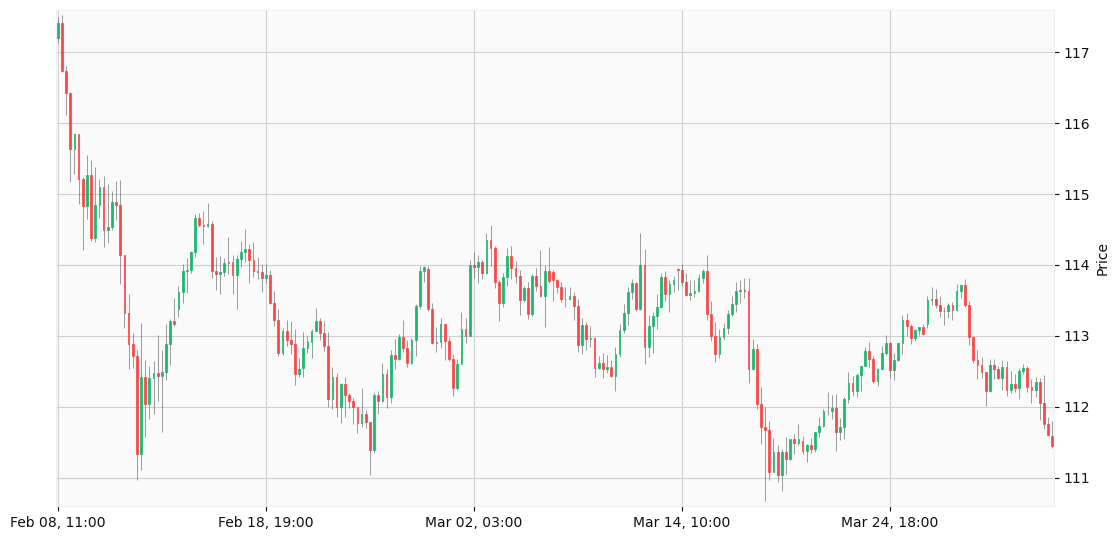 117
116
115
114
113
112
111
Price
Feb 08, 11:00
Feb 18, 19:00
Mar 02, 03:00
Mar 14, 10:00
Mar 24, 18:00